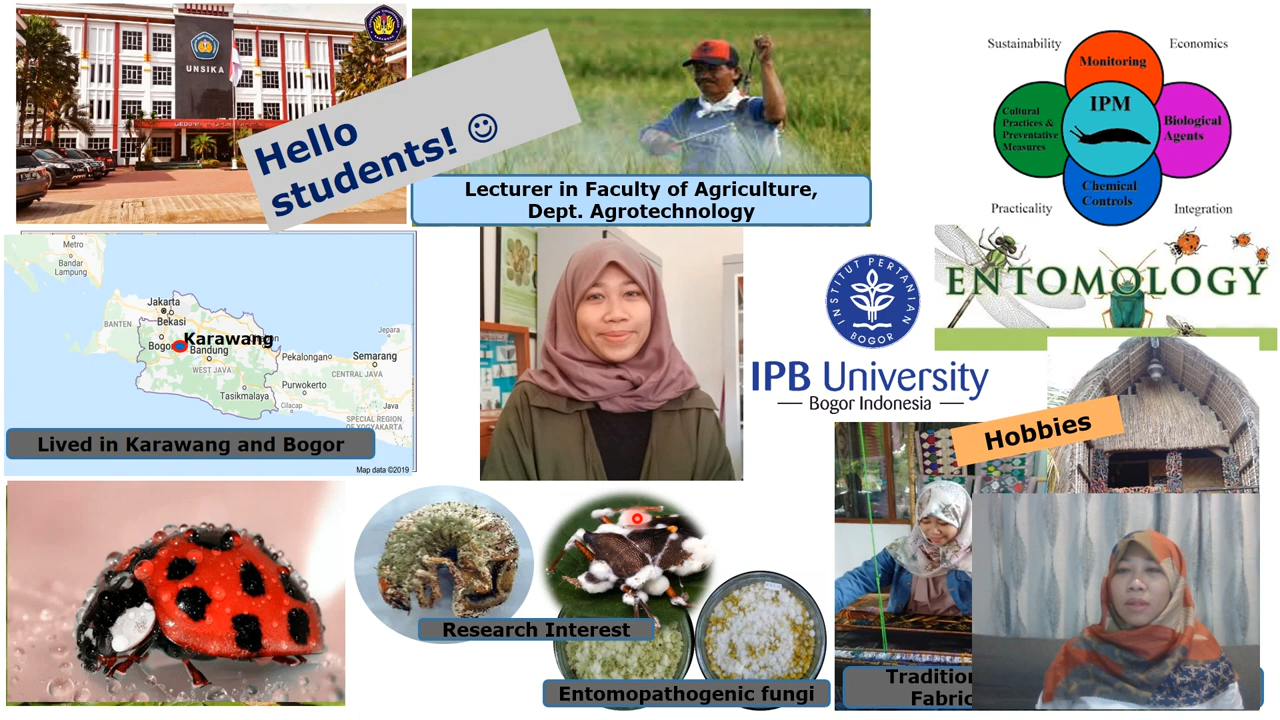 UNSIKA
Hello
students! ☺
Lecturer in Faculty of Agriculture,
Dept. Agrotechnology
Sustainability
Economics
Monitoring
IPM
Cultural
Practices &
Preventative
Measures
Biological
Agents
Chemical
Controls
Practicality
Integration
ENTOMOLOGY
Metro
Bandar
Lampung
Jakarta
Bekasi
BANTEN
Bogor
Karawang
Bandung
WEST JAVA
Tasikmalaya
Cilacap
Pekalongan
Purwokerto
Jepara
Semarang
CENTRAL JAVA
Java
SPECIAL REGION
OF YOGYAKARTA
Map data ©2019
Lived in Karawang and Bogor
INSTITUT PERTANIAN
BOGOR
IPB University
Bogor Indonesia
Hobbies
Research Interest
Entomopathogenic fungi